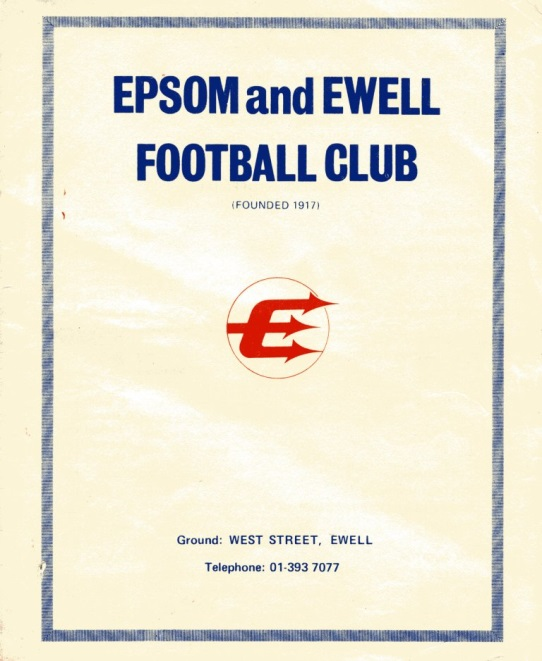 EPSOM and EWELL
FOOTBALL CLUB
(FOUNDED 1917)
E
Ground: WEST STREET, EWELL
Telephone: 01-393 7077